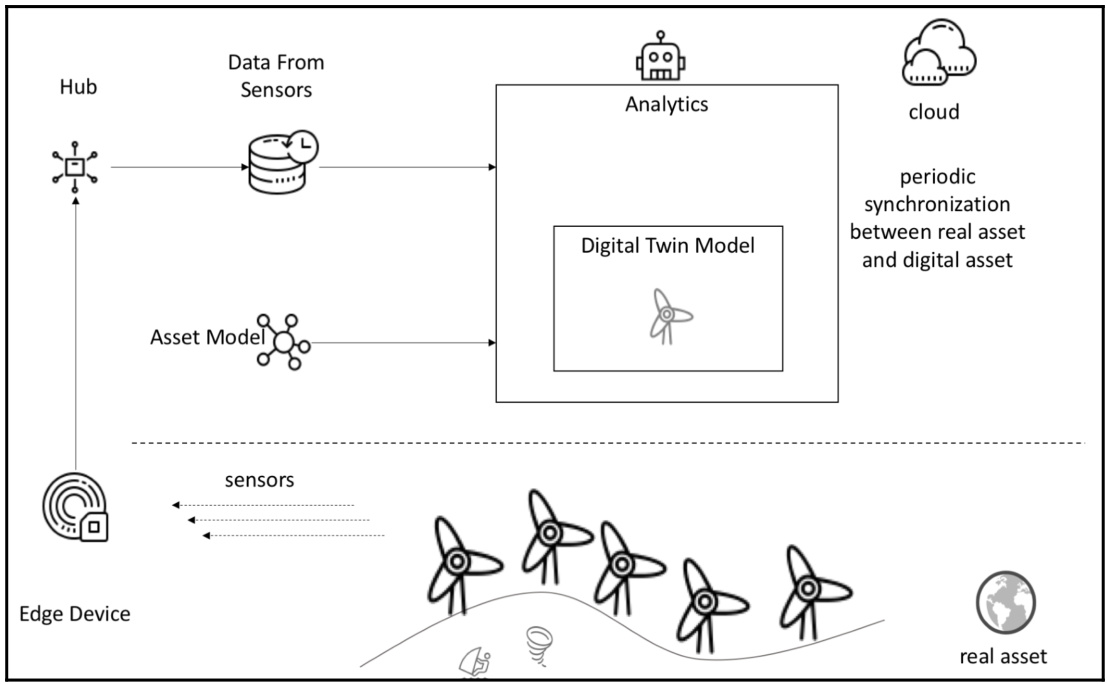 Hub
Data From
Sensors
Analytics
cloud
periodic
synchronization
between real asset
and digital asset
Digital Twin Model
Asset Model
sensors
Edge Device
real asset